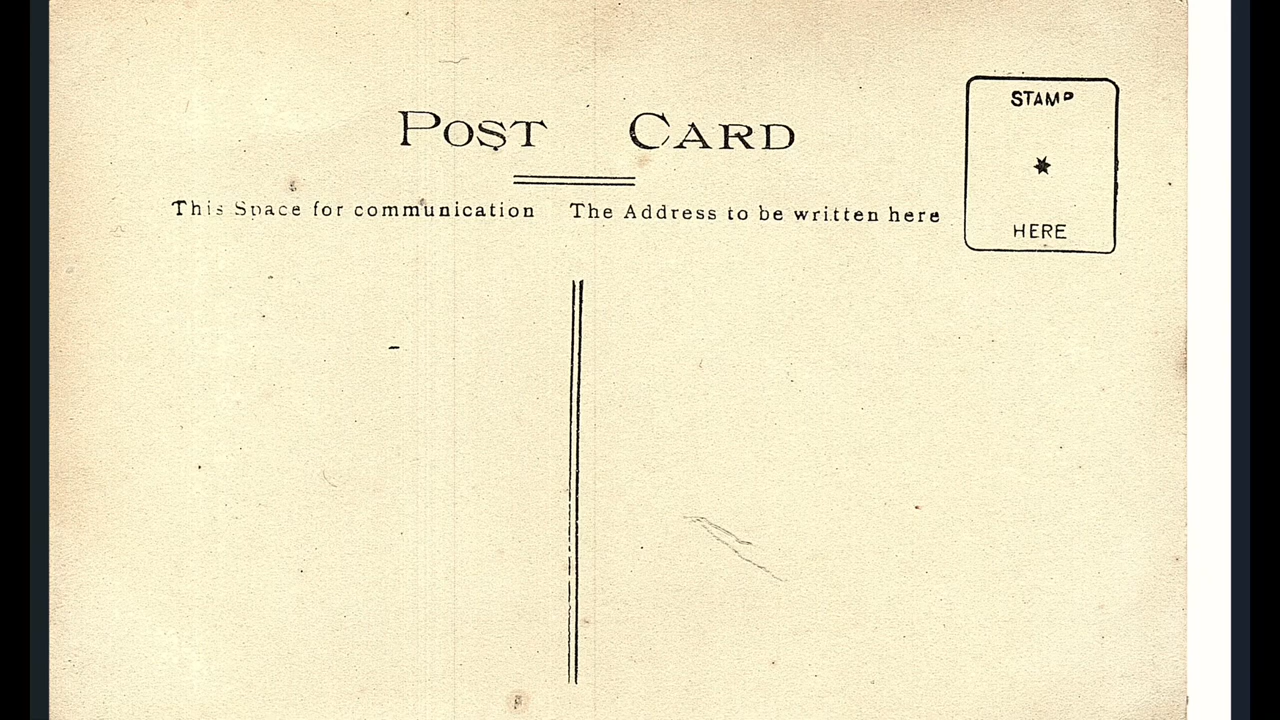 POST CARD
This Space for communication
The Address to be written here
STAMP
HERE